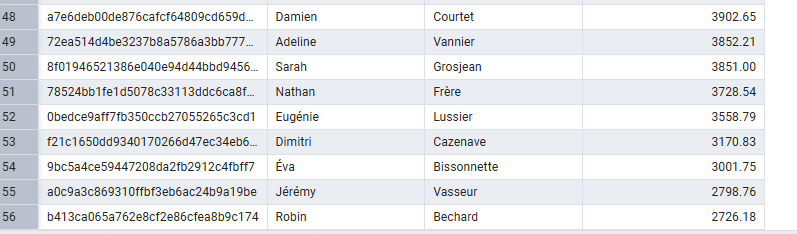 48 a7e6deb00de876cafcf64809cd659d... Damien Courtet 3902.65
49 72ea514d4be3237b8a5786a3bb777... Adeline Vannier 3852.21
50 8f01946521386e040e94d44bbd9456... Sarah Grosjean 3851.00
51 78524bb1fe1d5078c33113ddc6ca8f... Nathan Frère 3728.54
52 0bedce9aff7fb350ccb27055265c3cd1 Eugénie Lussier 3558.79
53 f21c1650dd9340170266d47ec34eb6... Dimitri Cazenave 3170.83
54 9bc5a4ce59447208da2fb2912c4fbff7 Éva Bissonnette 3001.75
55 a0c9a3c869310ffbf3eb6ac24b9a19be Jérémy Vasseur 2798.76
56 b413ca065a762e8cf2e86cfea8b9c174 Robin Bechard 2726.18